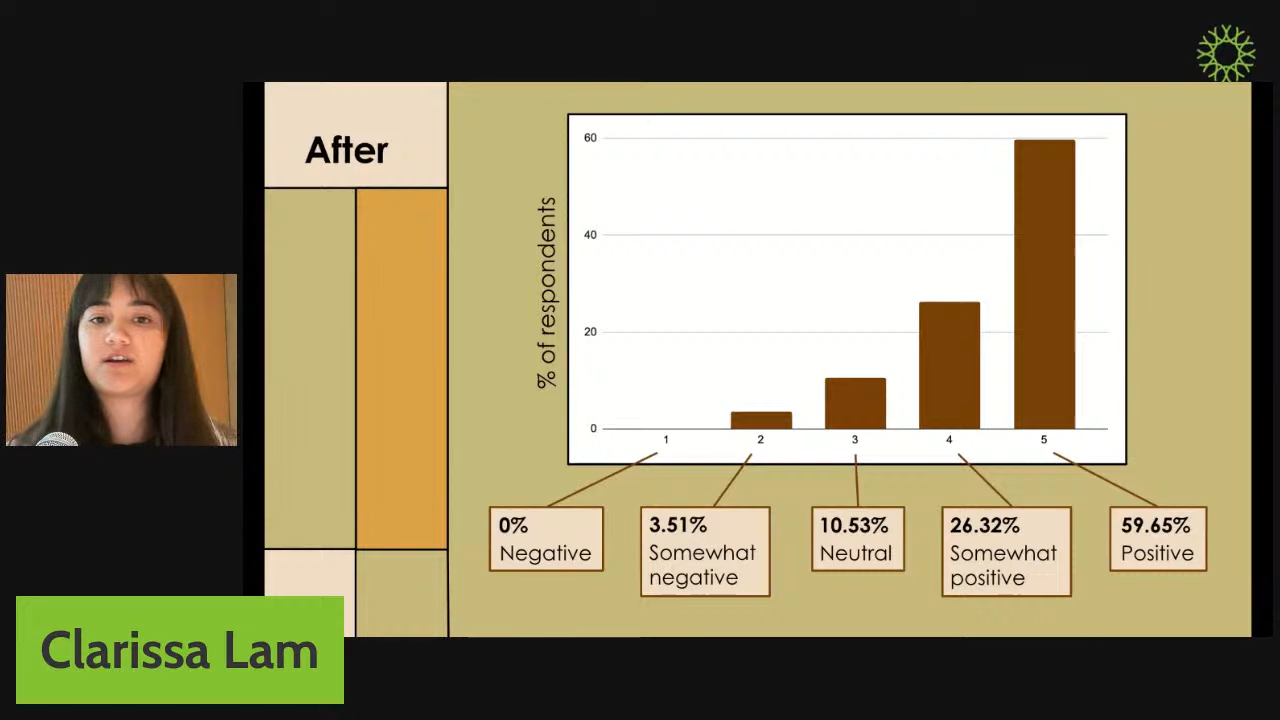 After
% of respondents
60
40
20
0
1
2
3
4
5
0%
Negative
3.51%
Somewhat
negative
10.53%
Neutral
26.32%
Somewhat
positive
59.65%
Positive
Clarissa Lam